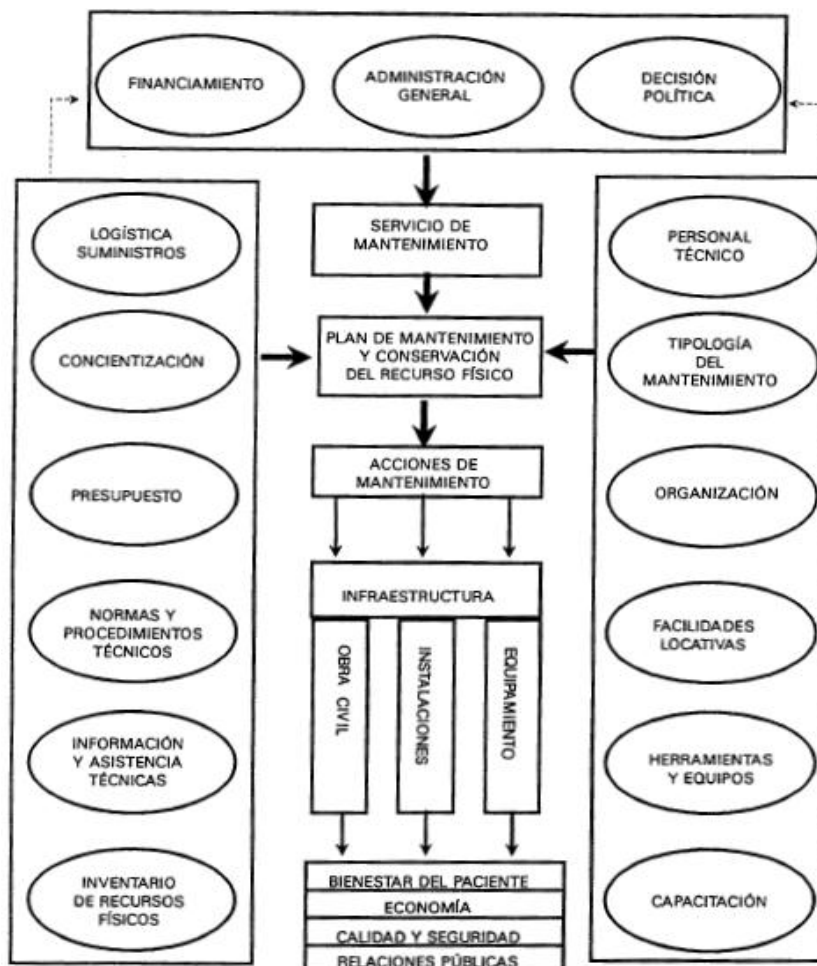 FINANCIAMIENTO
ADMINISTRACIÓN
GENERAL
DECISIÓN
POLÍTICA
LOGÍSTICA
SUMINISTROS
CONCIENTIZACIÓN
PRESUPUESTO
NORMAS Y
PROCEDIMIENTOS
TÉCNICOS
INFORMACIÓN
Y ASISTENCIA
TÉCNICAS
INVENTARIO
DE RECURSOS
FÍSICOS
SERVICIO DE
MANTENIMIENTO
PLAN DE MANTENIMIENTO
Y CONSERVACIÓN
DEL RECURSO FÍSICO
ACCIONES DE
MANTENIMIENTO
INFRAESTRUCTURA
OBRA CIVIL
INSTALACIONES
EQUIPAMIENTO
BIENESTAR DEL PACIENTE
ECONOMÍA
CALIDAD Y SEGURIDAD
RELACIONES PÚBLICAS
PERSONAL
TÉCNICO
TIPOLOGÍA
DEL
MANTENIMIENTO
ORGANIZACIÓN
FACILIDADES
LOCATIVAS
HERRAMIENTAS
Y EQUIPOS
CAPACITACIÓN